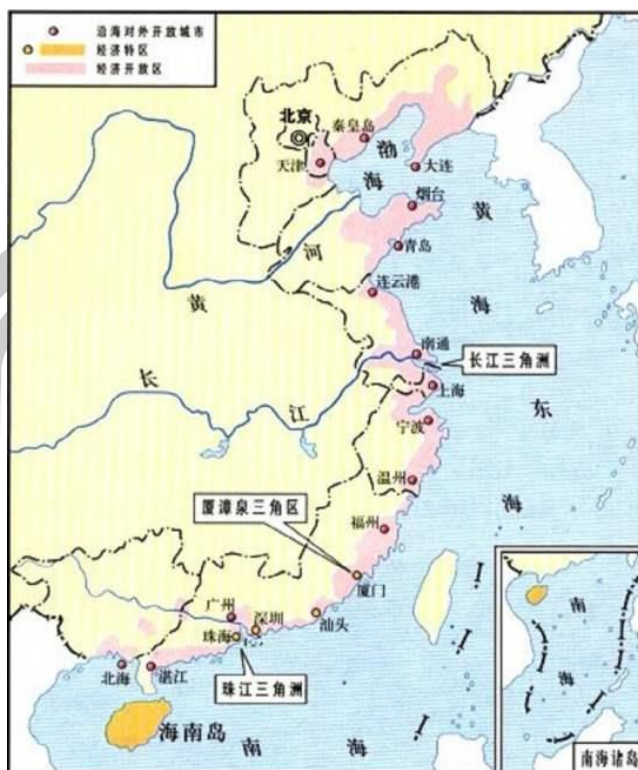 沿海对外开放城市
经济特区
经济开放区
北京
秦皇岛
渤
天津
海
大连
烟台
黄
河
青岛
黄
连云港
海
南通
长江三角洲
长
江
上海
东
宁波
温州
海
厦漳泉三角区
福州
厦门
南
广州
深圳
汕头
珠海
海
北海
湛江
珠江三角洲
海南岛
南
海
南海诸岛